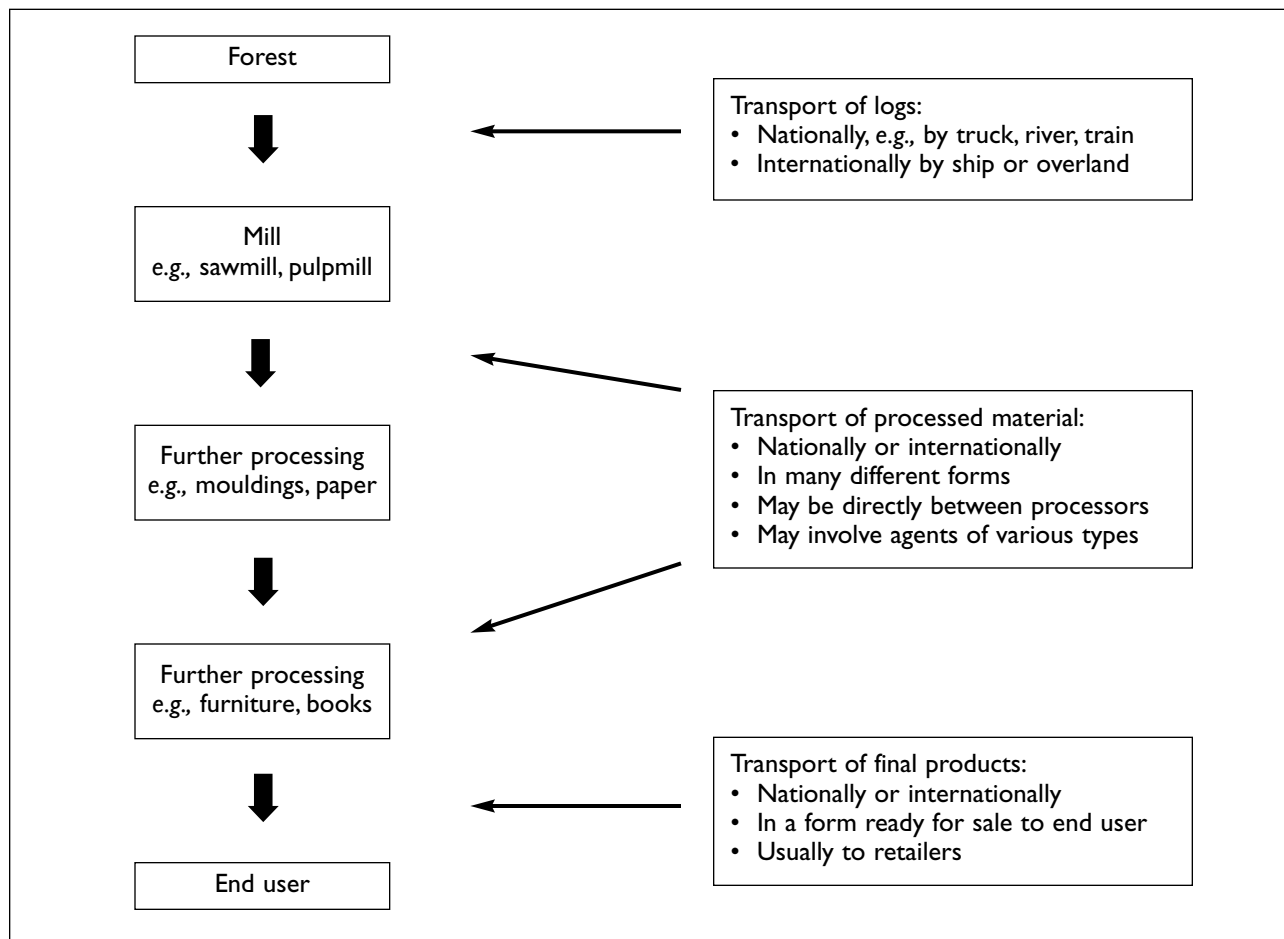 Forest
Transport of logs:
• Nationally, e.g., by truck, river, train
• Internationally by ship or overland
Mill
e.g., sawmill, pulpmill
Further processing
e.g., mouldings, paper
Transport of processed material:
• Nationally or internationally
• In many different forms
• May be directly between processors
• May involve agents of various types
Further processing
e.g., furniture, books
Transport of final products:
• Nationally or internationally
• In a form ready for sale to end user
• Usually to retailers
End user